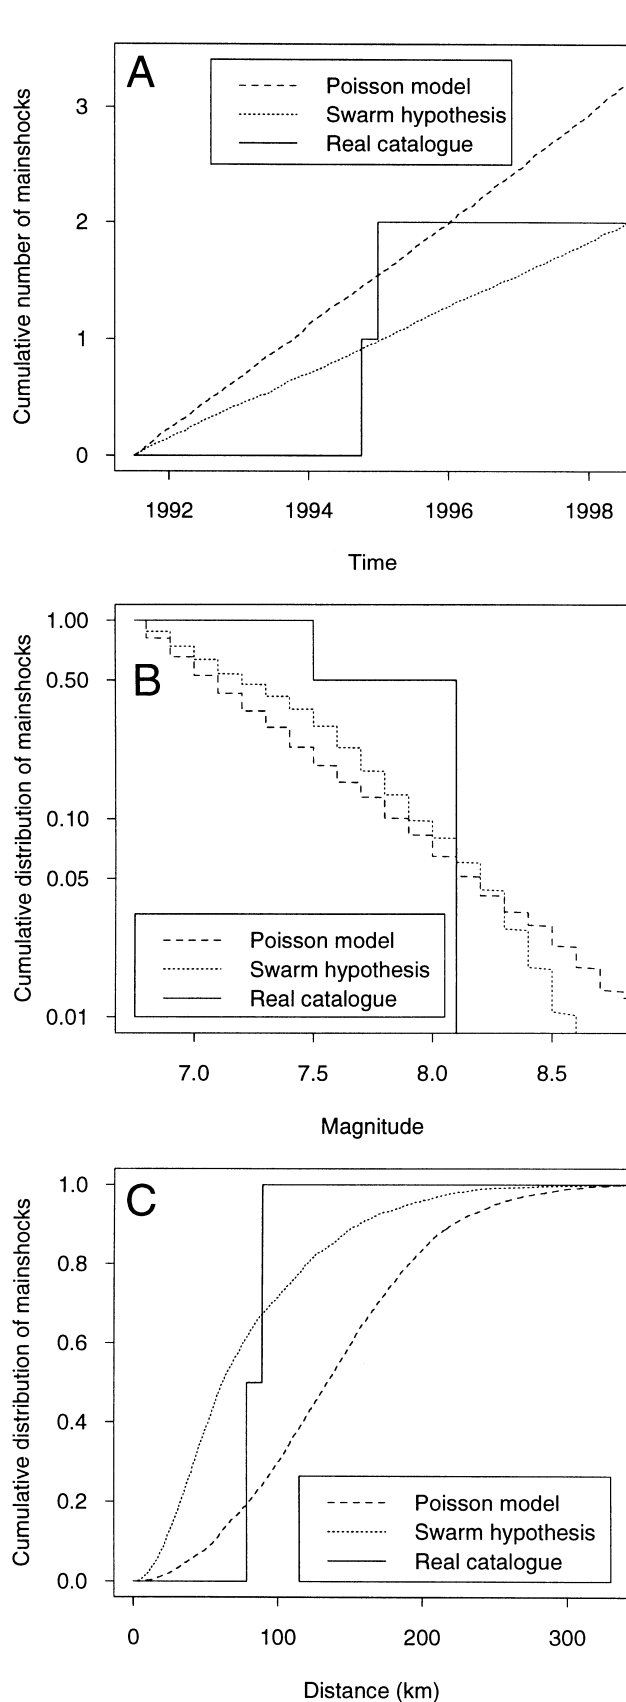 A
Poisson model
Swarm hypothesis
Real catalogue
Cumulative number of mainshocks
3
2
1
0
1992 1994 1996 1998
Time
B
Cumulative distribution of mainshocks
1.00
0.50
0.10
0.05
0.01
Poisson model
Swarm hypothesis
Real catalogue
7.0 7.5 8.0 8.5
Magnitude
C
Cumulative distribution of mainshocks
1.0
0.8
0.6
0.4
0.2
0.0
Poisson model
Swarm hypothesis
Real catalogue
0 100 200 300
Distance (km)